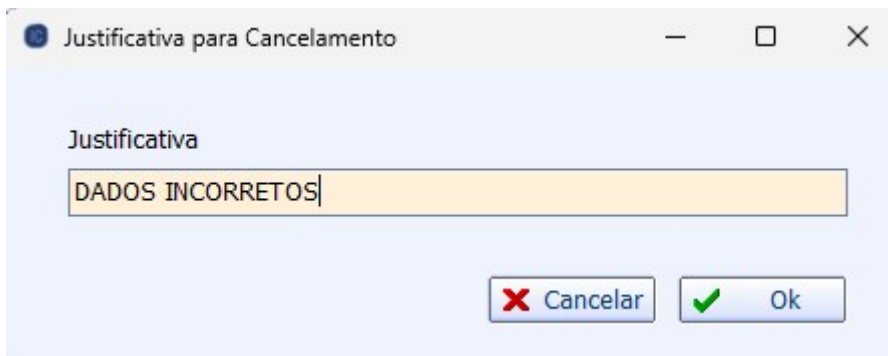 Justificativa para Cancelamento
Justificativa
DADOS INCORRETOS
Cancelar Ok